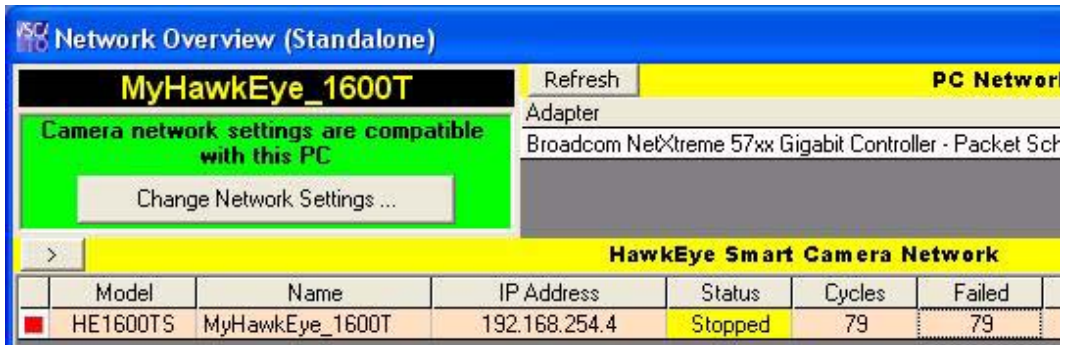 Network Overview (Standalone)
MyHawkEye_1600T
Refresh
Camera network settings are compatible
with this PC
Change Network Settings ...
Adapter
Broadcom NetXtreme 57xx Gigabit Controller - Packet
>
HawkEye Smart Camera Network
Model Name IP Address Status Cycles Failed
HE1600TS MyHawkEye_1600T 192.168.254.4 Stopped 79 79